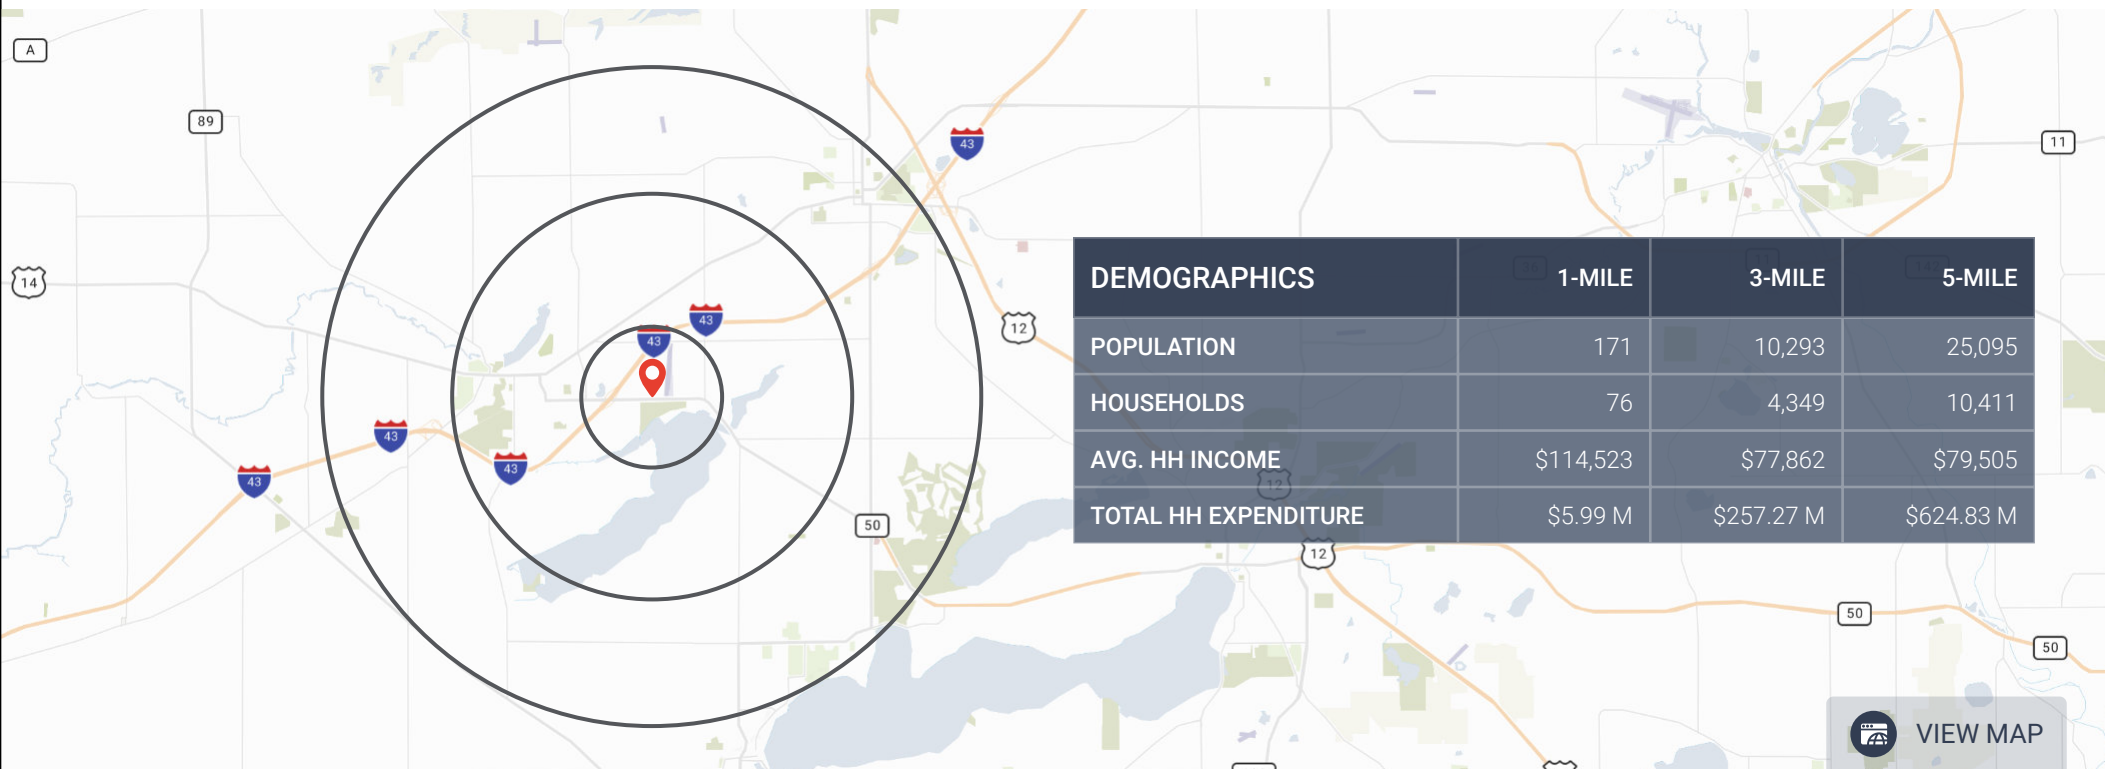 A
89
43
14
43
43
12
DEMOGRAPHICS 1-MILE 3-MILE 5-MILE
POPULATION 171 10,293 25,095
HOUSEHOLDS 76 4,349 10,411
AVG. HH INCOME $114,523 $77,862 $79,505
TOTAL HH EXPENDITURE $5.99 M $257.27 M $624.83 M
11
43
43
43
12
50
12
50
50
VIEW MAP